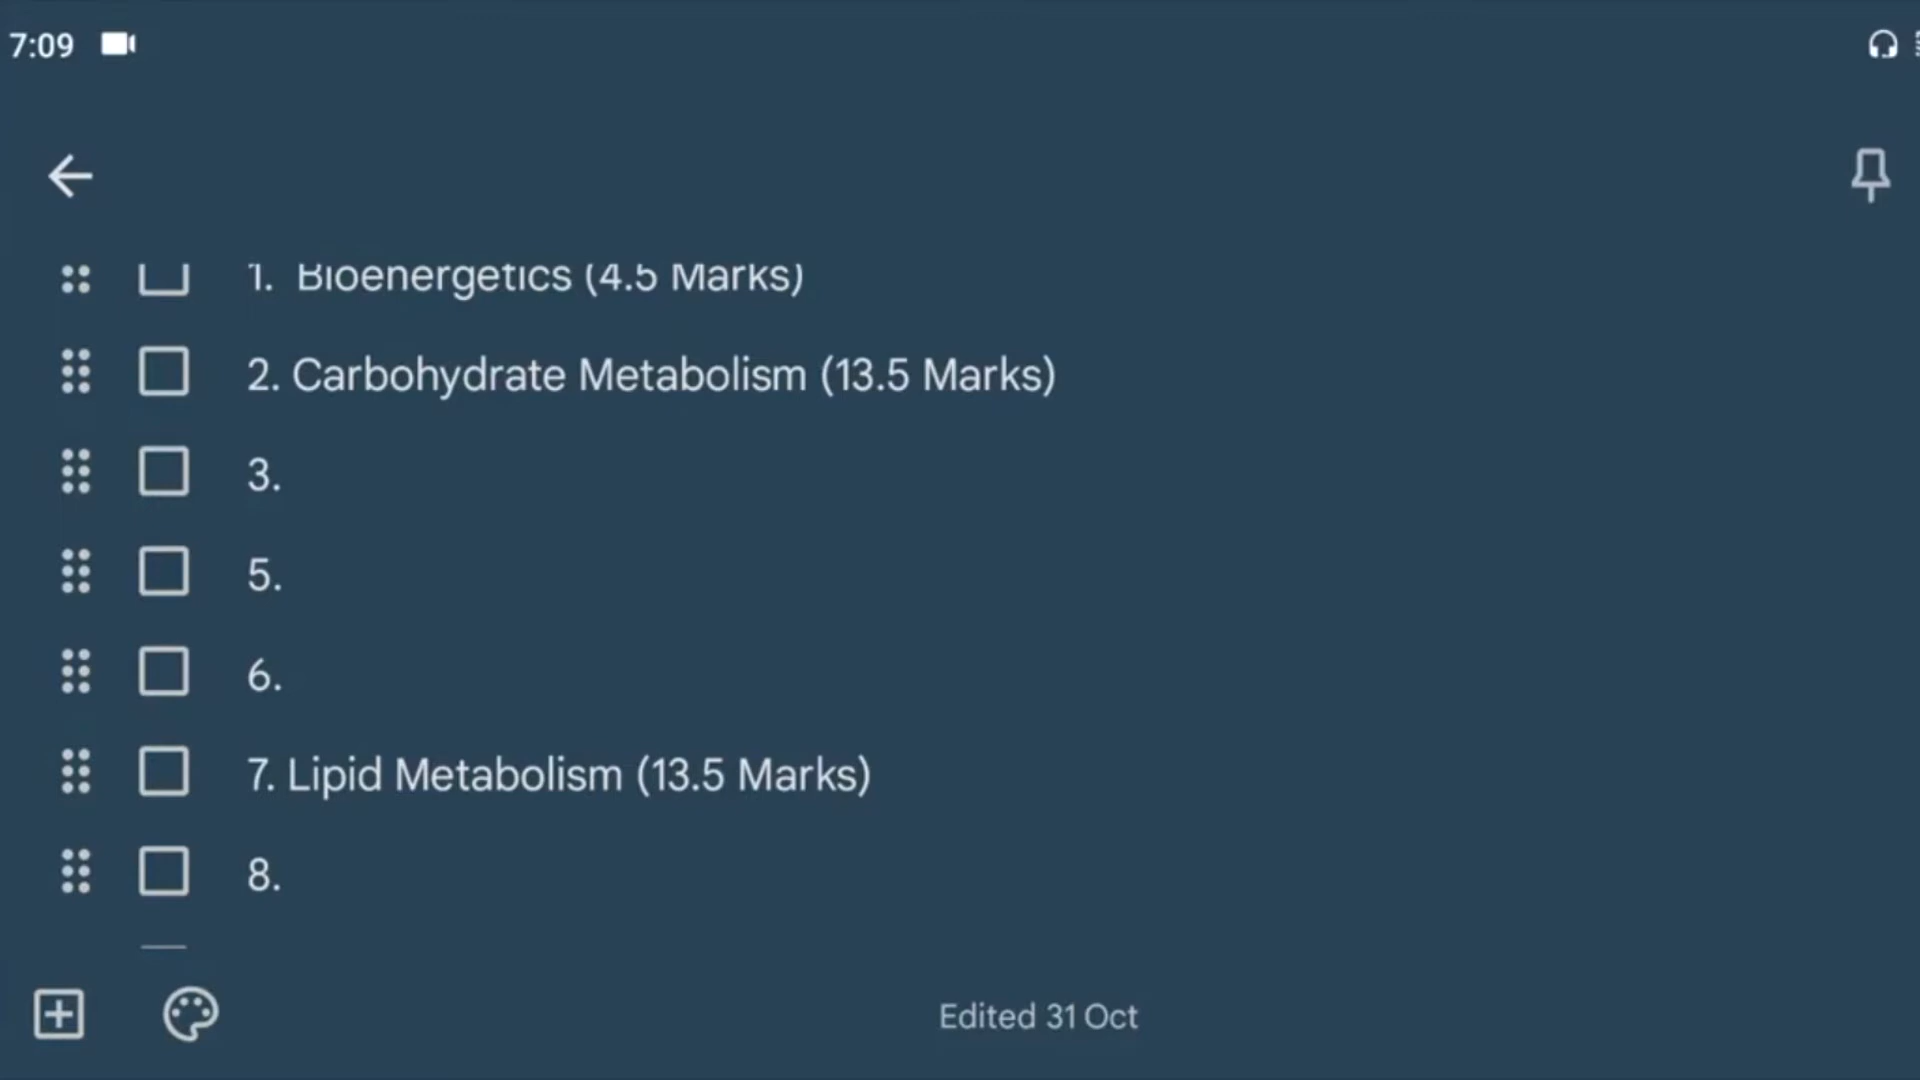 7:09
1. Bioenergetics (4.5 Marks)
2. Carbohydrate Metabolism (13.5 Marks)
3.
5.
6.
7. Lipid Metabolism (13.5 Marks)
8.
Edited 31 Oct